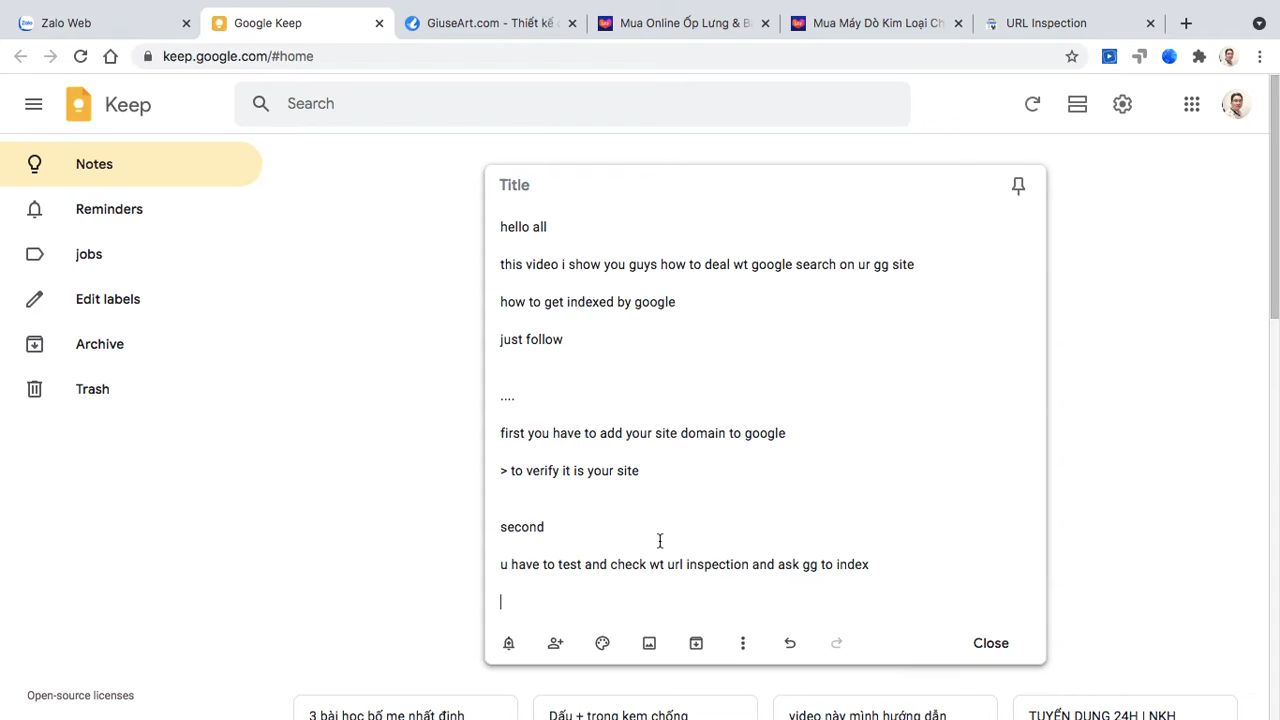 Zalo Web
Google Keep
GiuseArt.com - Thiết kế
Mua Online Ốp Lưng & B
Mua Máy Dò Kim Loại Ch
URL Inspection
keep.google.com/#home
Keep
Search
Notes
Reminders
jobs
Edit labels
Archive
Trash
Title
hello all
this video i show you guys how to deal wt google search on ur gg site
how to get indexed by google
just follow
....
first you have to add your site domain to google
> to verify it is your site
second
u have to test and check wt url inspection and ask gg to index
Close
Open-source licenses
3 bài học bố mẹ nhất định
Dấu + trong kem chống
video này mình hướng dẫn
TUYỂN DỤNG 24H | NKH